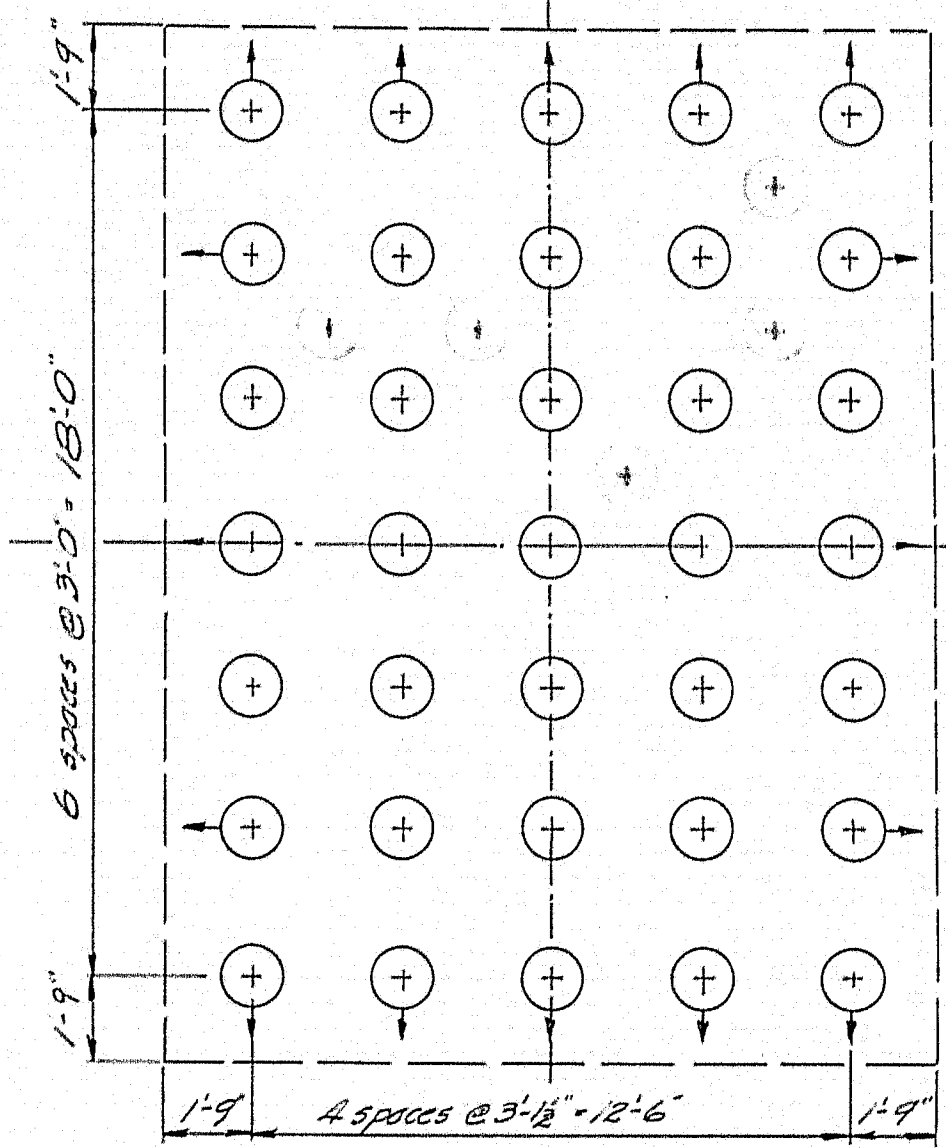 1'-9"
6 spaces @ 3'-0" = 18'-0"
1'-9"
1'-9"
4 spaces @ 3'-1½" = 12'-6"
1'-9"